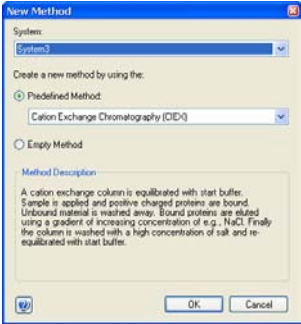 New Method
System:
System3
Create a new method by using the:
Predefined Method:
Cation Exchange Chromatography (CIEX)
Empty Method
Method Description
A cation exchange column is equilibrated with start buffer.
Sample is applied and positive charged proteins are bound.
Unbound material is washed away. Bound proteins are eluted
using a gradient of increasing concentration of e.g., NaCl. Finally
the column is washed with a high concentration of salt and re-
equilibrated with start buffer.
OK
Cancel